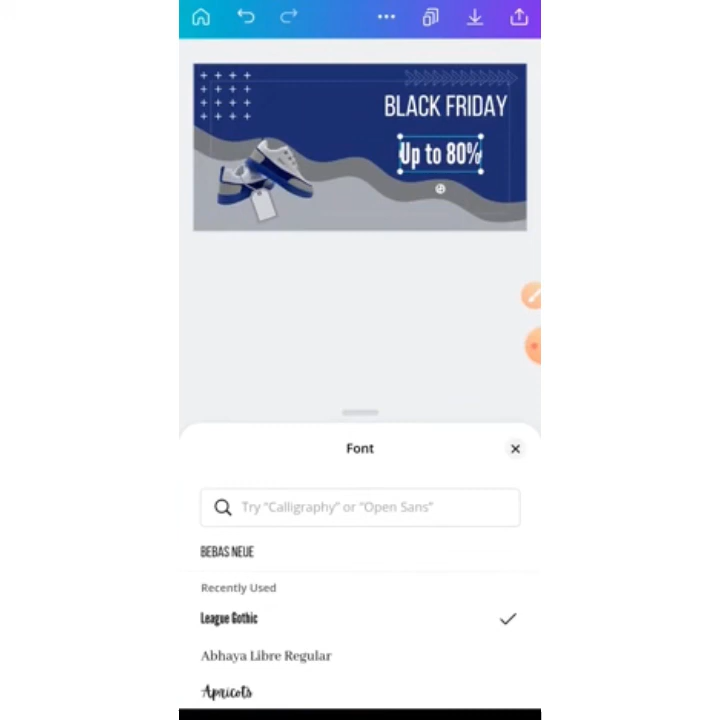 BLACK FRIDAY
Up to 80%
Font
Try "Calligraphy" or "Open Sans"
BEBAS NEUE
Recently Used
League Gothic
Abhaya Libre Regular
Apricots